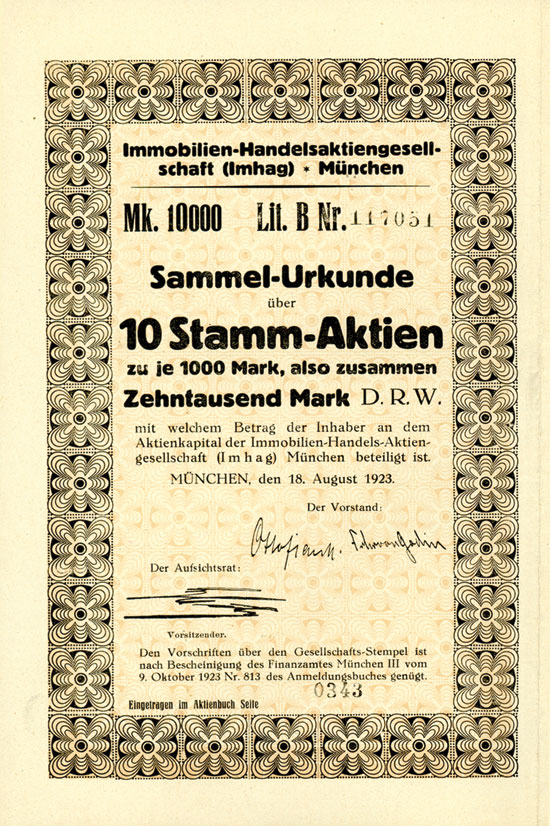 Immobilien-Handelsaktiengesell-
schaft (Imhag) * München
Mk. 10000 Lit. B Nr. 117051
Sammel-Urkunde
über
10 Stamm-Aktien
zu je 1000 Mark, also zusammen
Zehntausend Mark D. R. W.
mit welchem Betrag der Inhaber an dem
Aktienkapital der Immobilien-Handels-Aktien-
gesellschaft (Imhag) München beteiligt ist.
MÜNCHEN, den 18. August 1923.
Der Vorstand:
Der Aufsichtsrat:
Vorsitzender.
Den Vorschriften über den Gesellschafts-Stempel ist
nach Bescheinigung des Finanzamtes München III vom
9. Oktober 1923 Nr. 813 des Anmeldungsbuches genügt.
0343
Eingetragen im Aktienbuch Seite